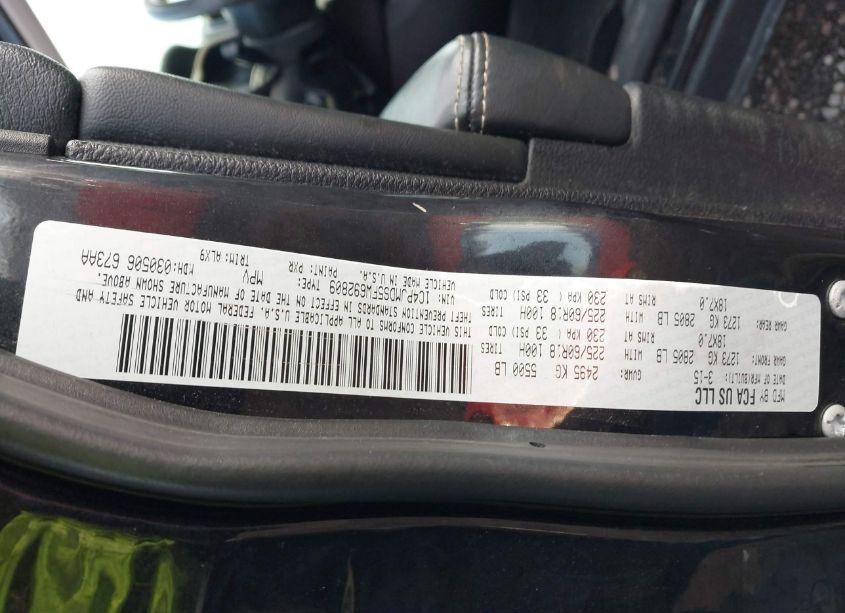 MFD BY FCA US LLC
DATE OF MFR(BUILT): 3-15 GVWR: 2495 KG 5500 LB
GAWR FRONT: 1273 KG 2805 LB WITH 225/60R18 100H TIRES
18X7.0 RIMS AT 230 KPA ( 33 PSI) COLD
GAWR REAR: 1273 KG 2805 LB WITH 225/60R18 100H TIRES
18X7.0 RIMS AT 230 KPA ( 33 PSI) COLD
THIS VEHICLE CONFORMS TO ALL APPLICABLE U.S.A. FEDERAL MOTOR VEHICLE SAFETY AND
THEFT PREVENTION STANDARDS IN EFFECT ON THE DATE OF MANUFACTURE SHOWN ABOVE.
VIN: 1C4PJMDS5FW692809 TYPE: MPV MDH:030506 673AA
VEHICLE MADE IN U.S.A. PAINT: PXR TRIM: ALX9